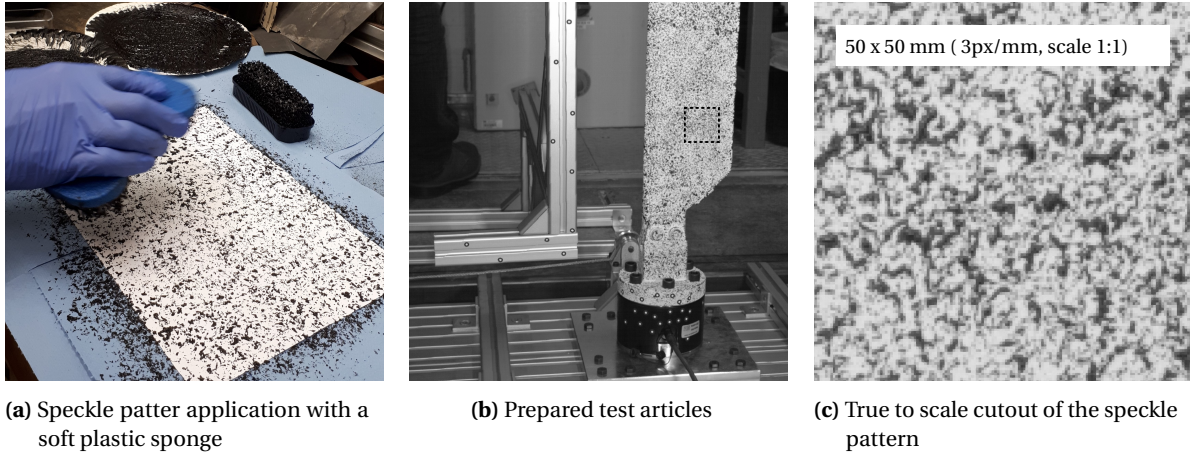 50 x 50 mm ( 3px/mm, scale 1:1)
(a) Speckle patter application with a
soft plastic sponge
(b) Prepared test articles
(c) True to scale cutout of the speckle
pattern